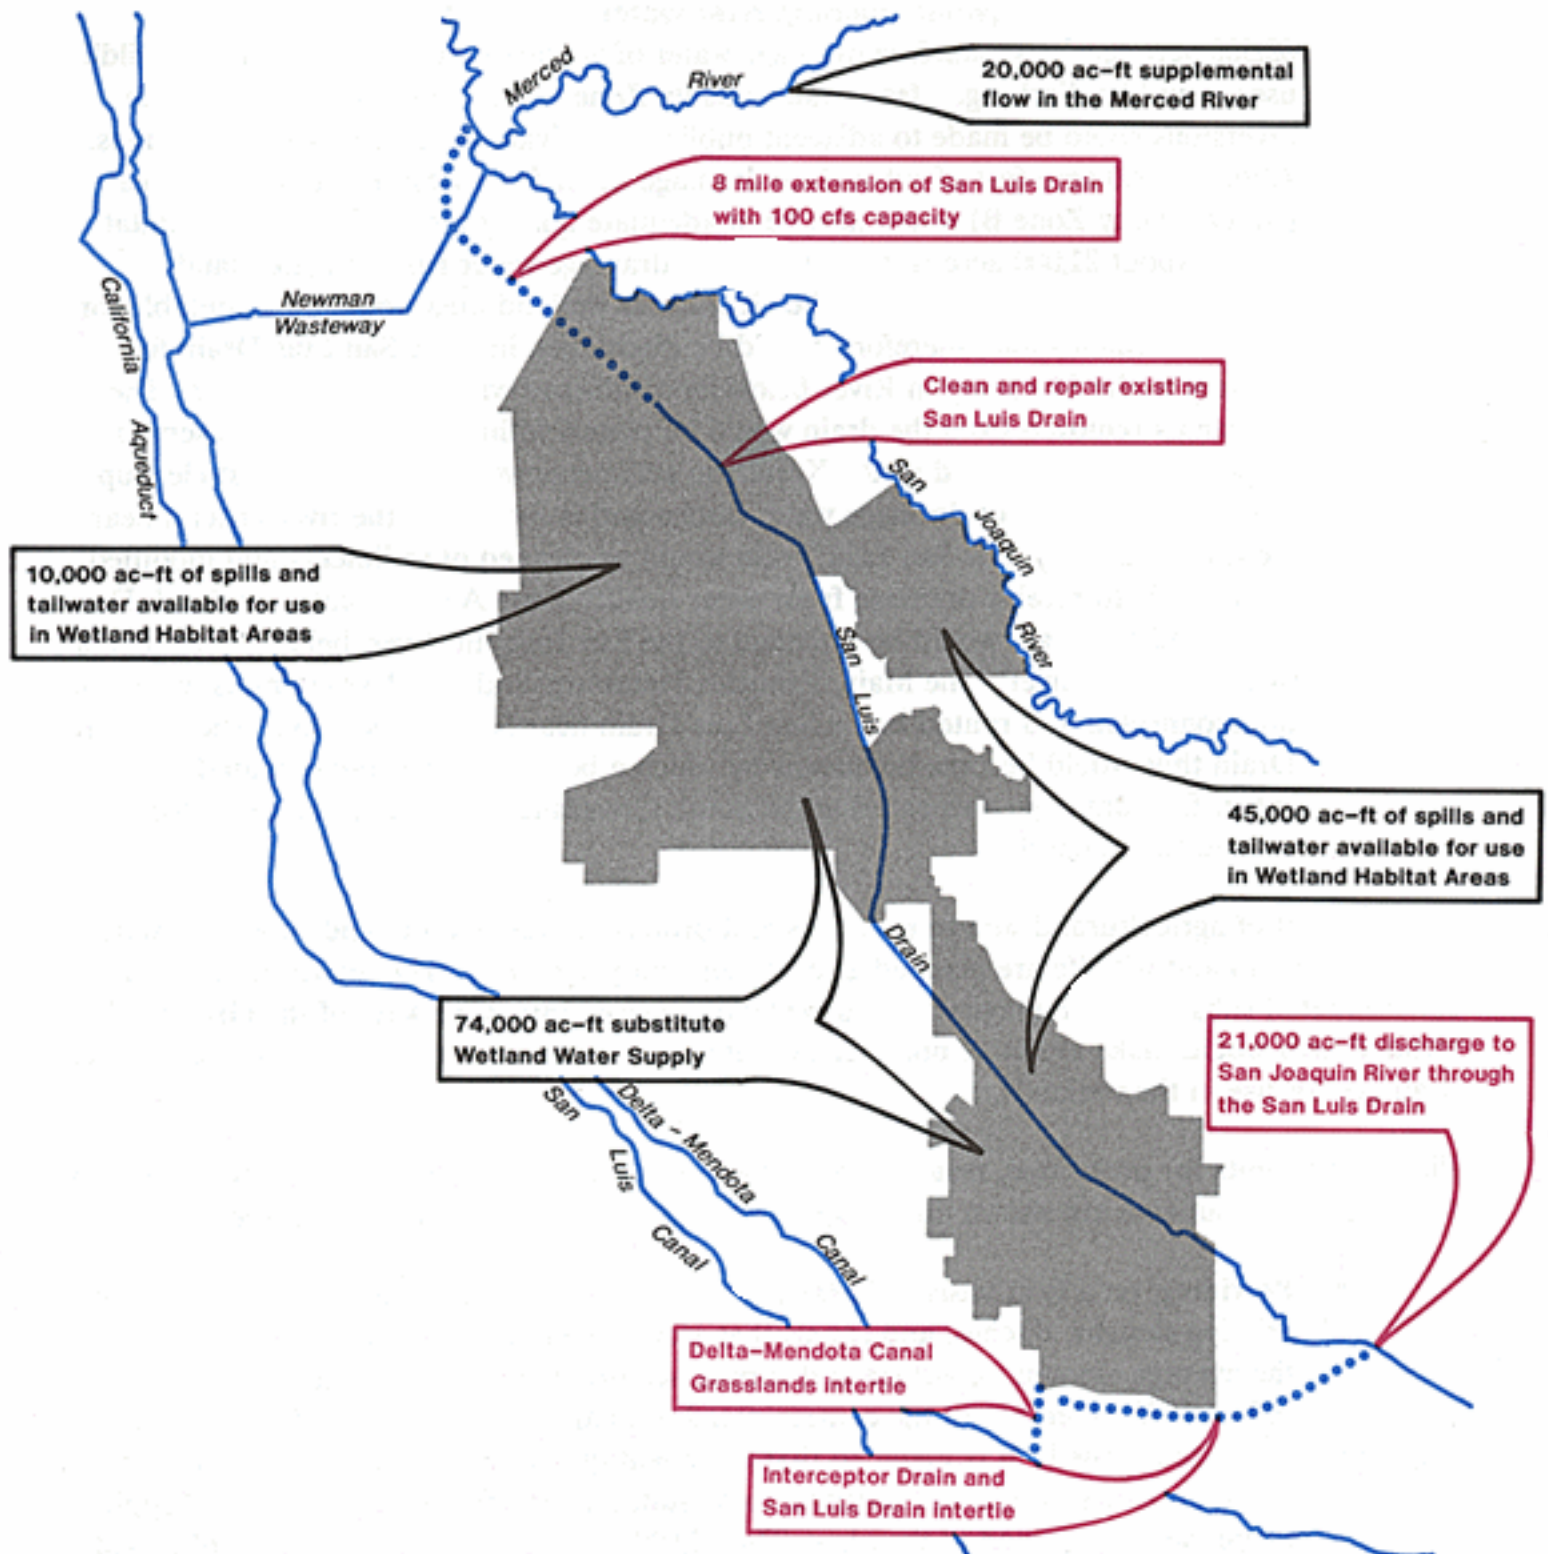 Merced
River
20,000 ac-ft supplemental
flow in the Merced River
8 mile extension of San Luis Drain
with 100 cfs capacity
California
Aqueduct
Newman
Wasteway
Clean and repair existing
San Luis Drain
San
Joaquin
River
10,000 ac-ft of spills and
tailwater available for use
in Wetland Habitat Areas
San
Luis
Drain
45,000 ac-ft of spills and
tailwater available for use
in Wetland Habitat Areas
74,000 ac-ft substitute
Wetland Water Supply
21,000 ac-ft discharge to
San Joaquin River through
the San Luis Drain
San
Luis
Canal
Delta - Mendota
Canal
Delta-Mendota Canal
Grasslands intertie
Interceptor Drain and
San Luis Drain intertie